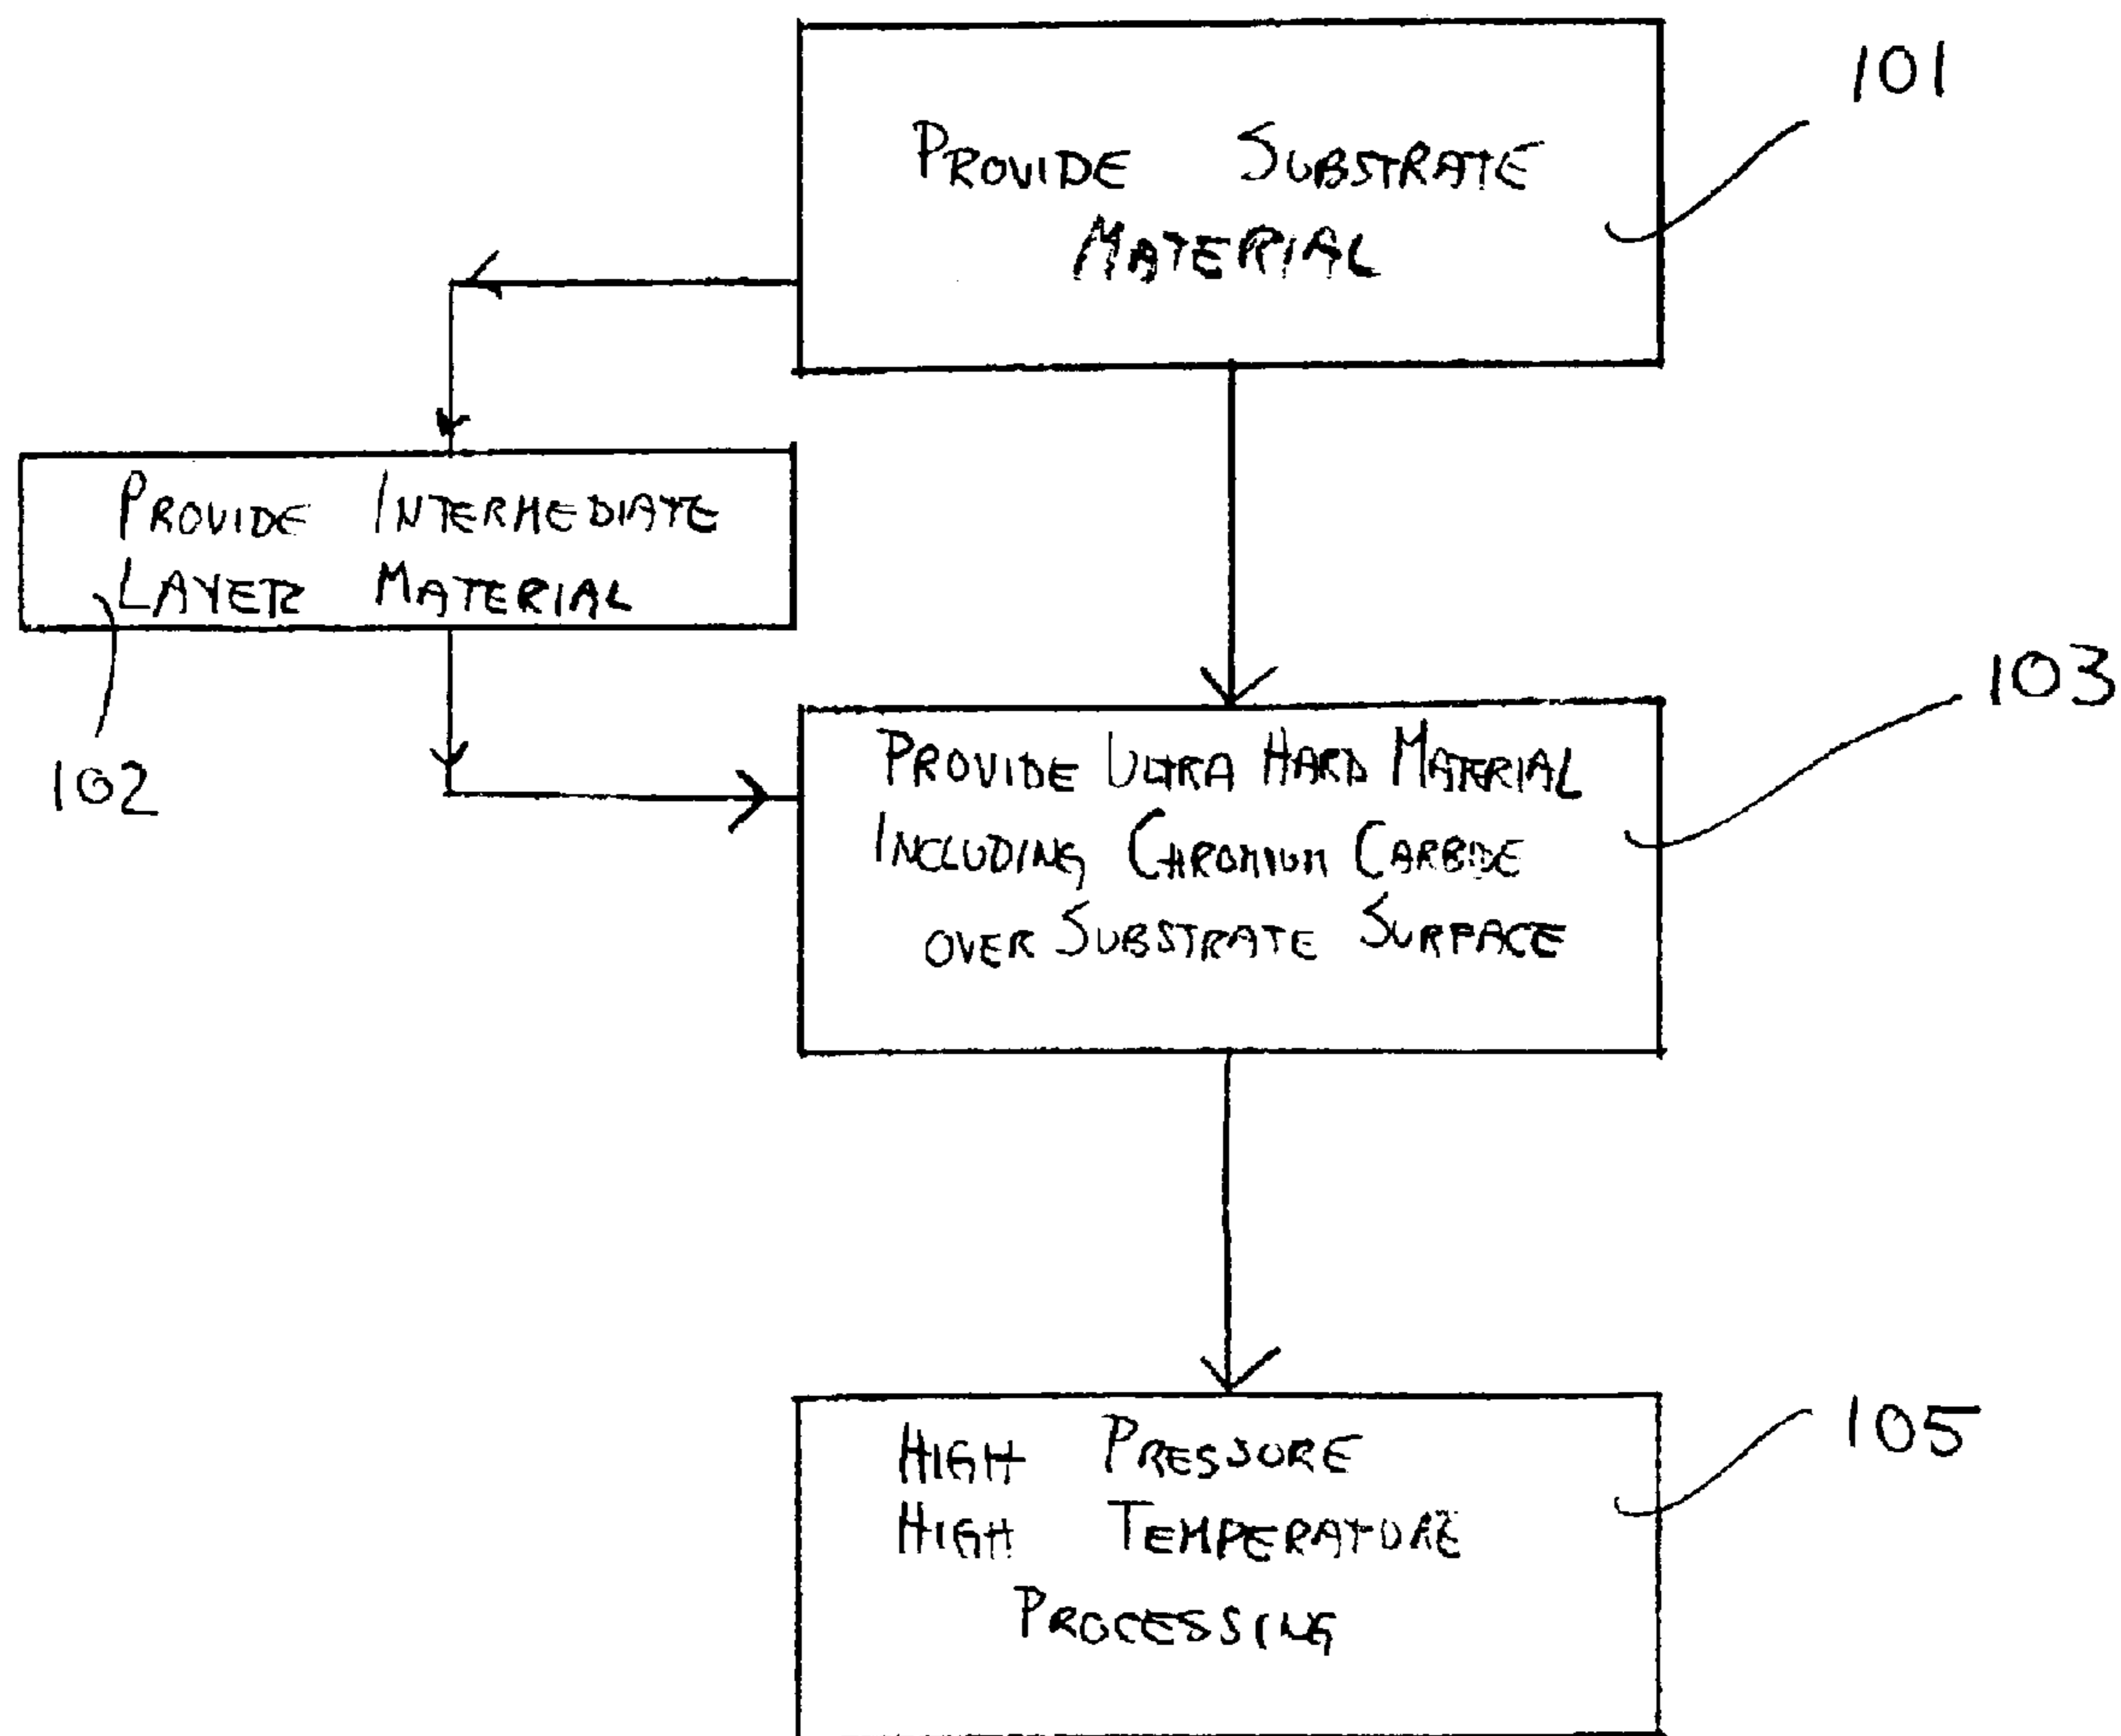 PROVIDE SUBSTRATE
MATERIAL
101
PROVIDE INTERMEDIATE
LAYER MATERIAL
102
PROVIDE ULTRA HARD MATERIAL
INCLUDING CHROMIUM CARBIDE
OVER SUBSTRATE SURFACE
103
HIGH PRESSURE
HIGH TEMPERATURE
PROCESSING
105